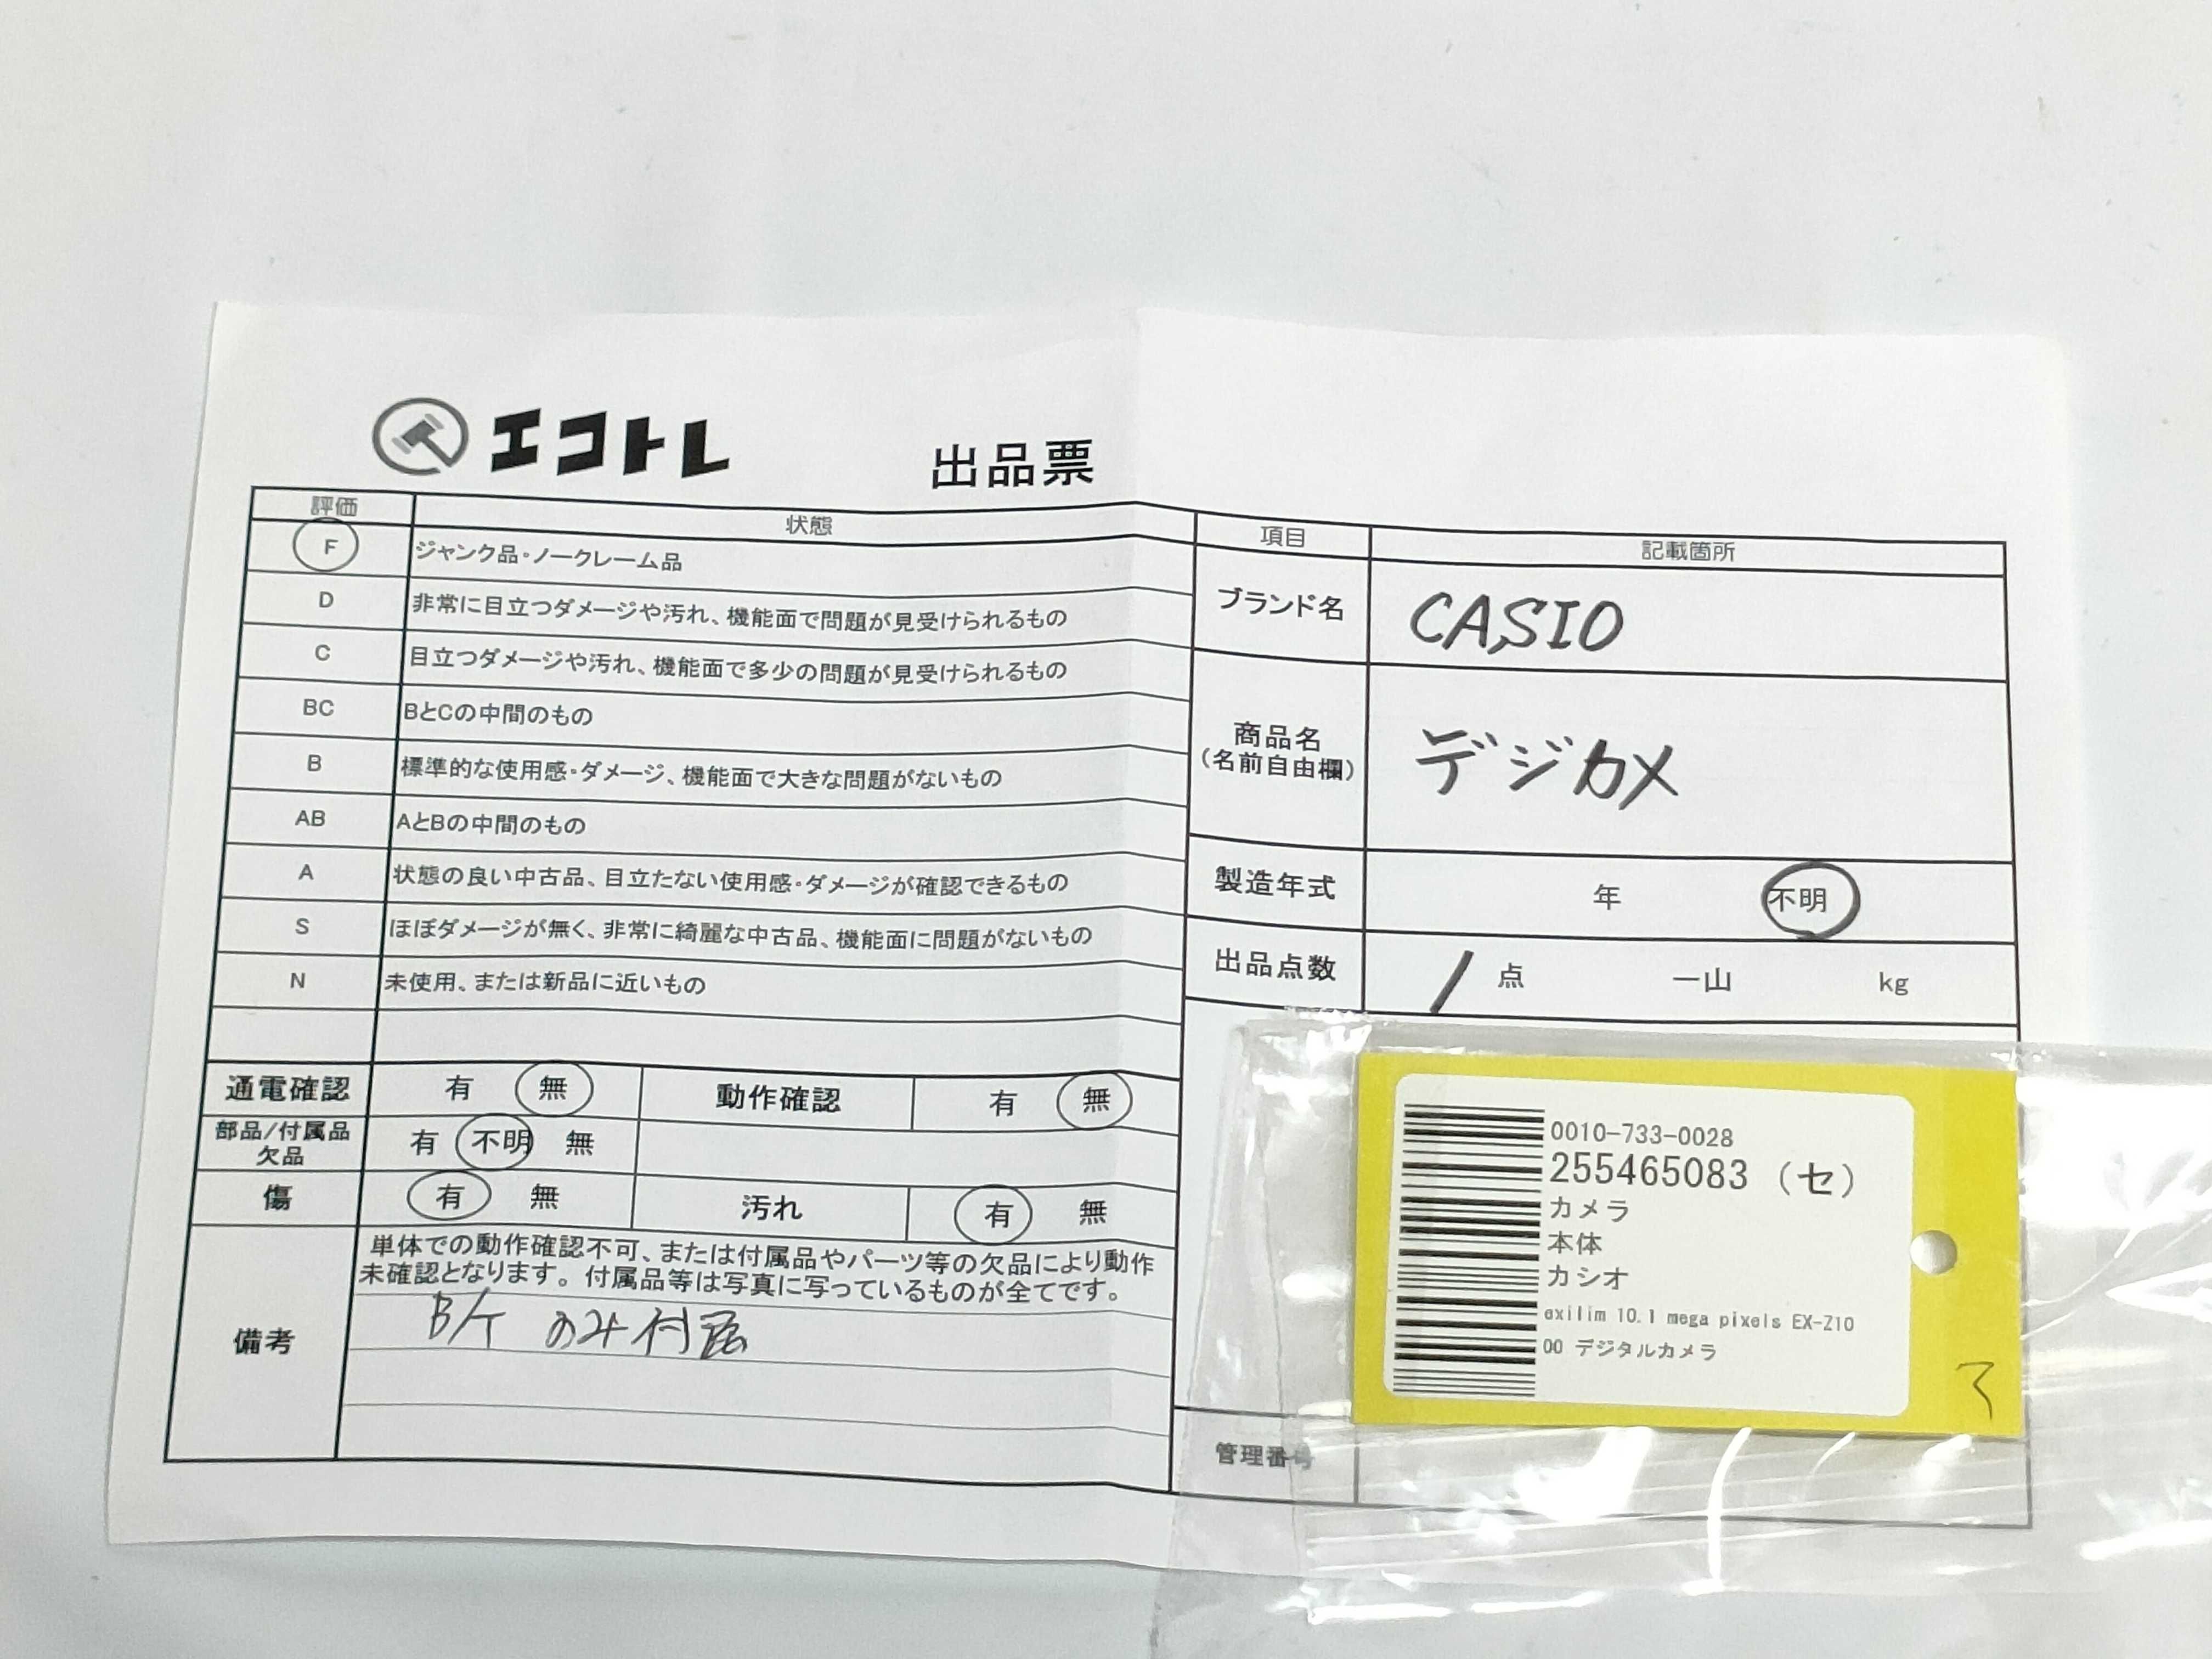 エコトレ
出品票
評価 状態
F ジャンク品・ノークレーム品
D 非常に目立つダメージや汚れ、機能面で問題が見受けられるもの
C 目立つダメージや汚れ、機能面で多少の問題が見受けられるもの
BC BとCの中間のもの
B 標準的な使用感・ダメージ、機能面で大きな問題がないもの
AB AとBの中間のもの
A 状態の良い中古品、目立たない使用感・ダメージが確認できるもの
S ほぼダメージが無く、非常に綺麗な中古品、機能面に問題がないもの
N 未使用、または新品に近いもの
通電確認 有 無 動作確認 有 無
部品/付属品
欠品 有 不明 無
傷 有 無 汚れ 有 無
備考
単体での動作確認不可、または付属品やパーツ等の欠品により動作
未確認となります。付属品等は写真に写っているものが全てです。
のみ付属
項目 記載箇所
ブランド名 CASIO
商品名
(名前自由欄) デジカメ
製造年式 年 不明
出品点数 1 点 一山 kg
管理番号
0010-733-0028
255465083 (セ)
カメラ
本体
カシオ
exilim 10.1 mega pixels EX-Z10
00 デジタルカメラ